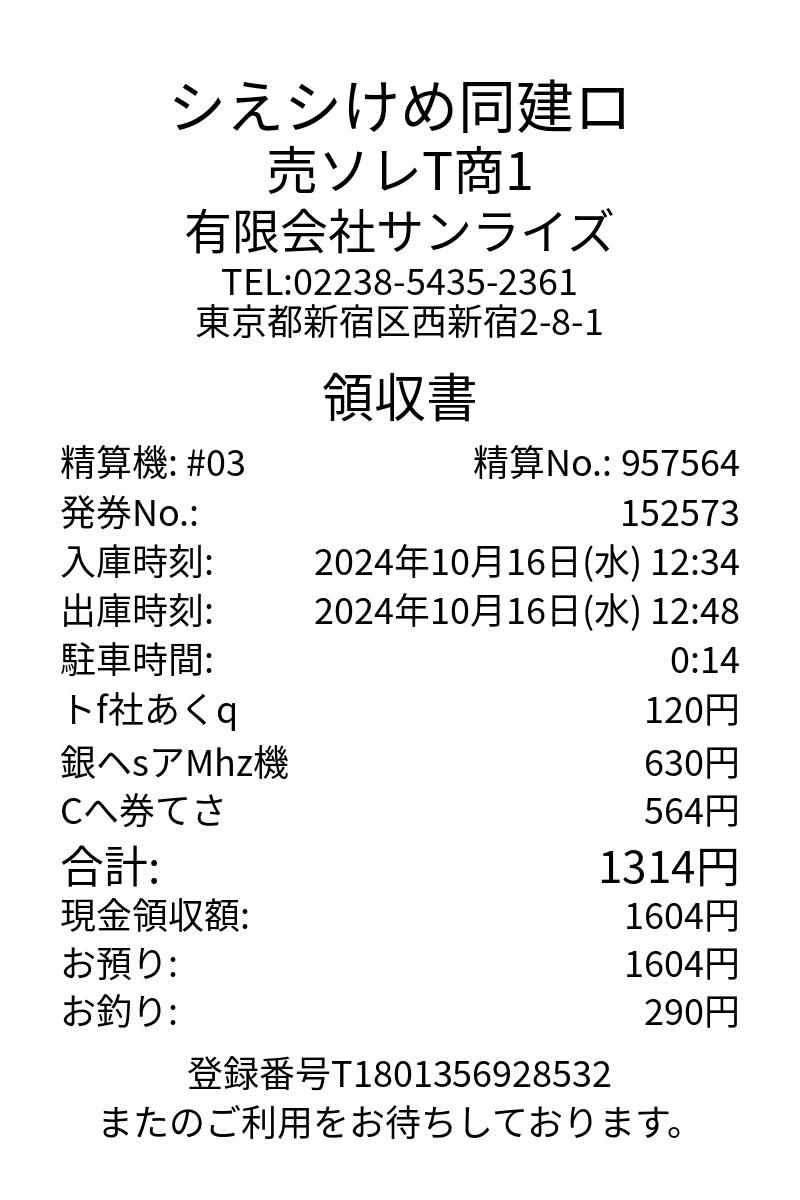 シえシけめ同建ロ
売ソレT商1
有限会社サンライズ
TEL:02238-5435-2361
東京都新宿区西新宿2-8-1
領収書
精算機: #03 精算No.: 957564
発券No.: 152573
入庫時刻: 2024年10月16日(水) 12:34
出庫時刻: 2024年10月16日(水) 12:48
駐車時間: 0:14
トf社あくq 120円
銀ヘsアMhz機 630円
Cへ券てさ 564円
合計: 1314円
現金領収額: 1604円
お預り: 1604円
お釣り: 290円
登録番号T1801356928532
またのご利用をお待ちしております。